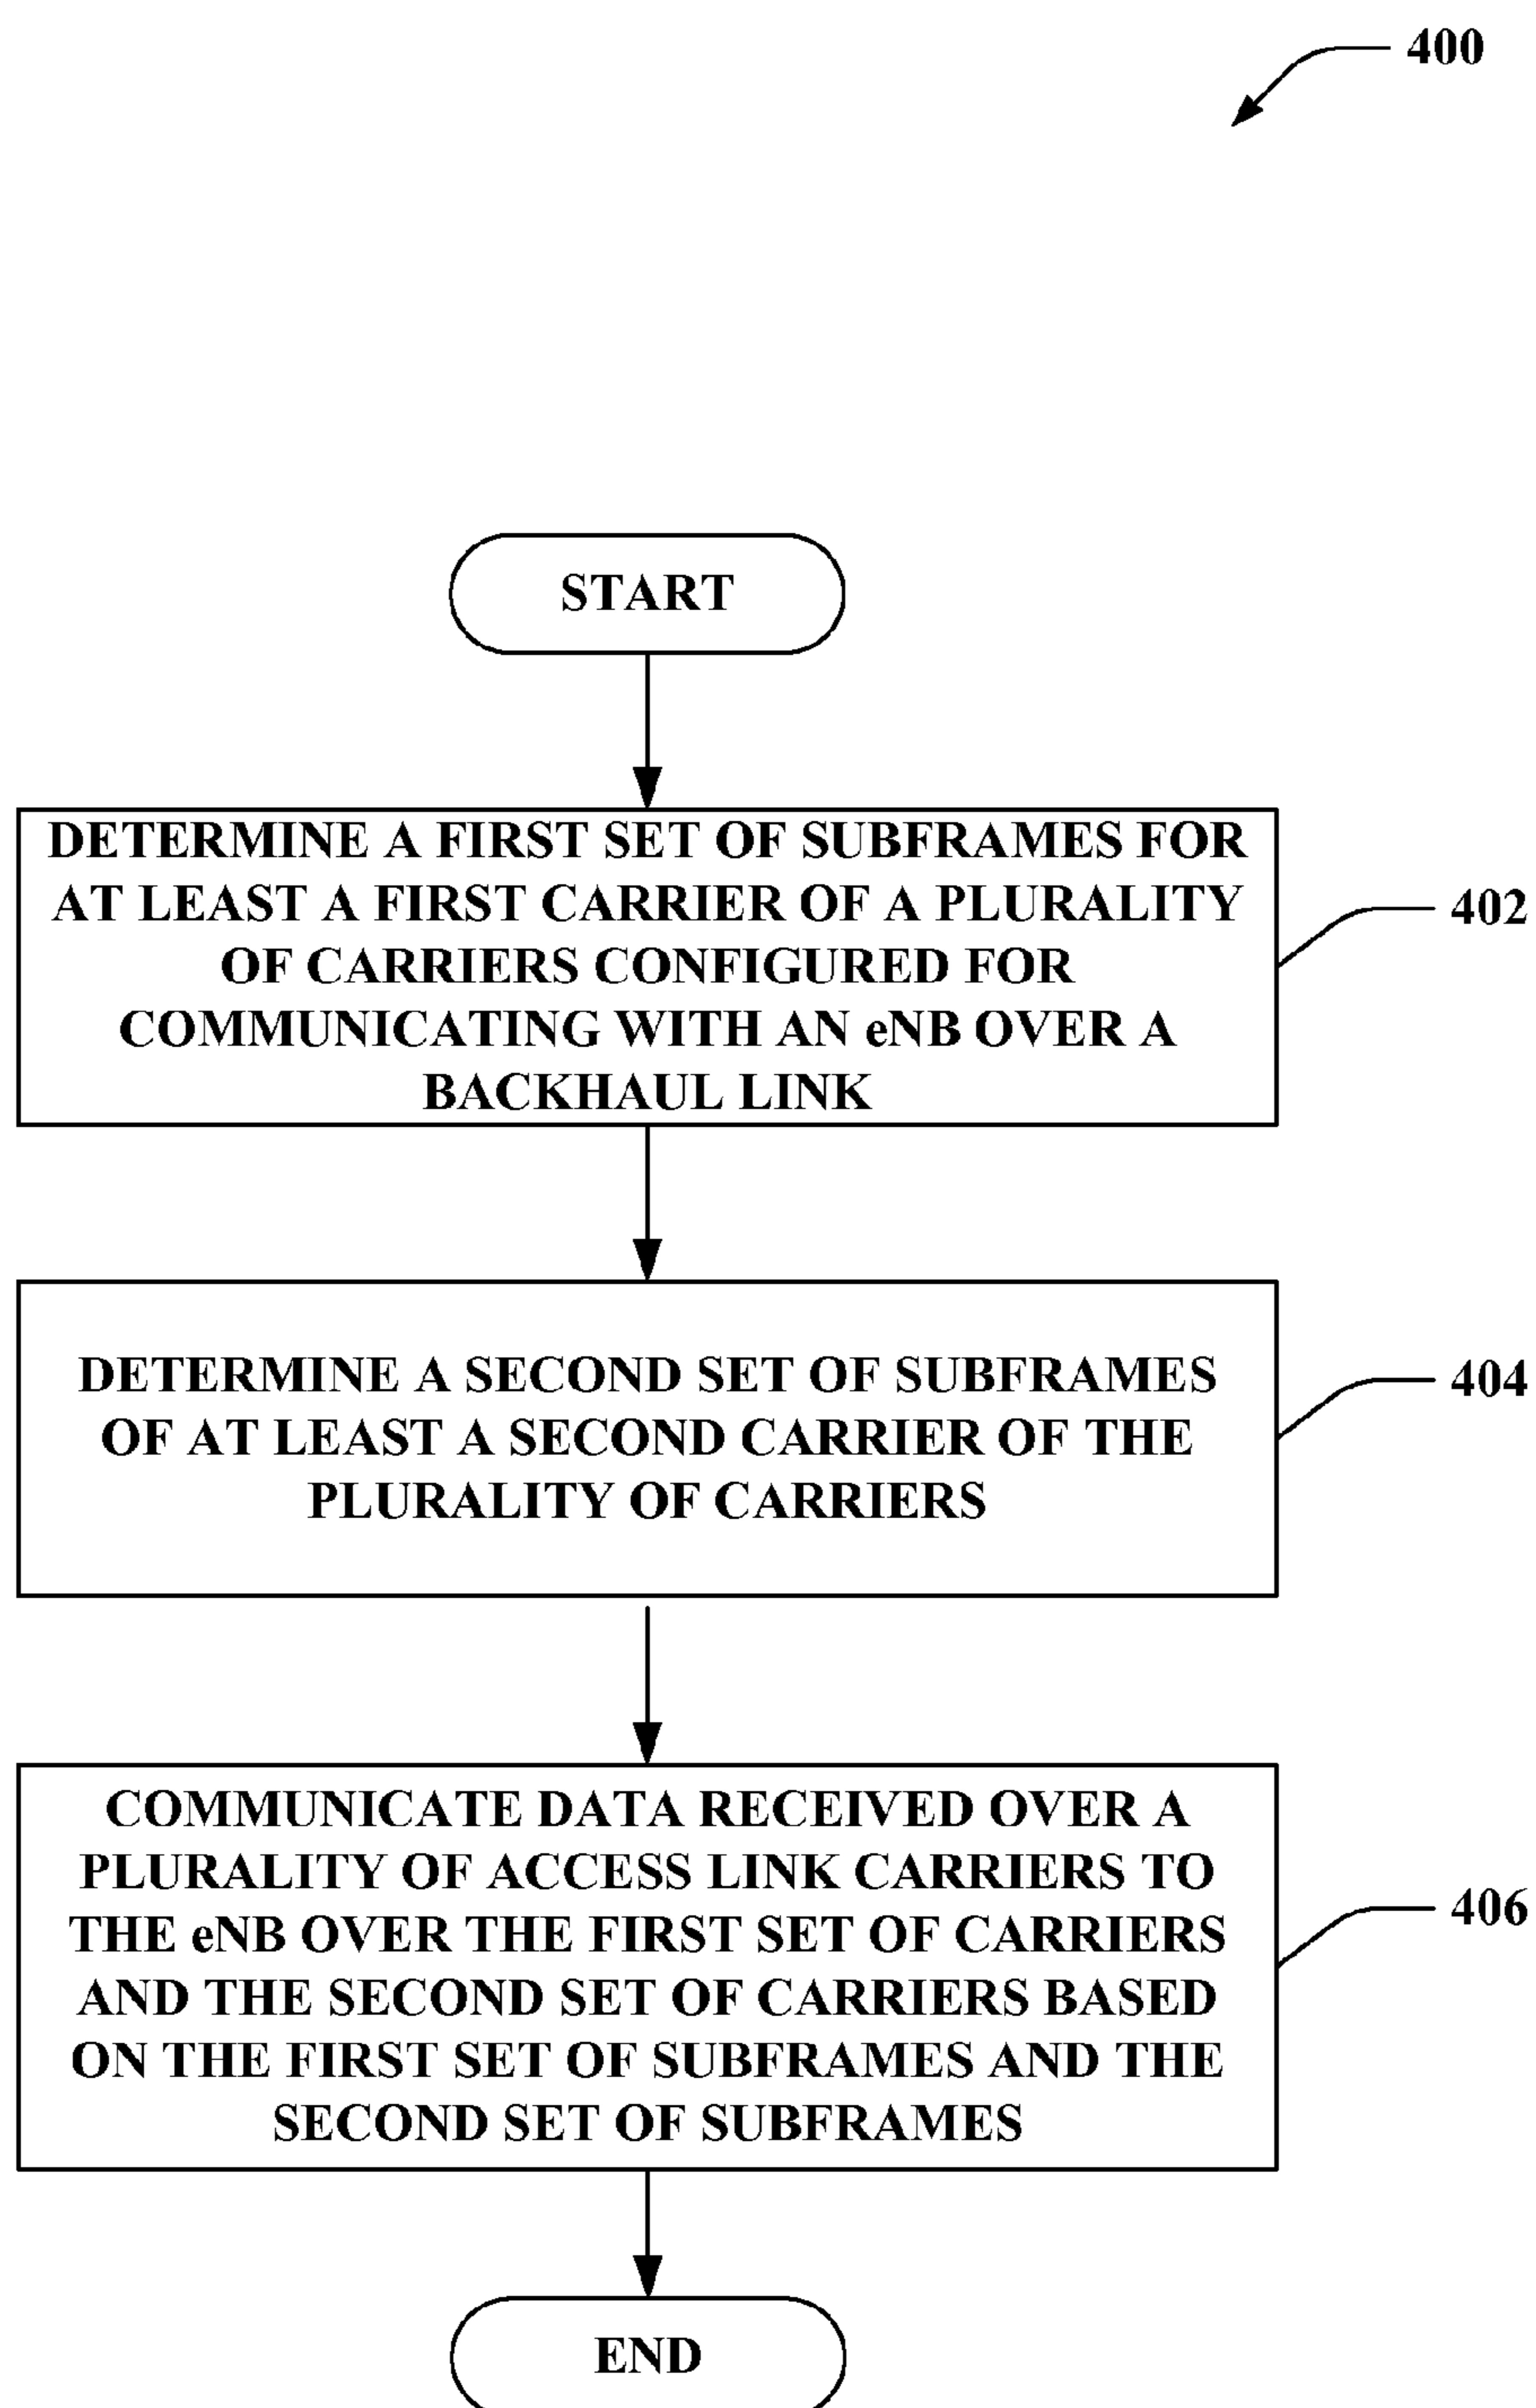 400
START
DETERMINE A FIRST SET OF SUBFRAMES FOR
AT LEAST A FIRST CARRIER OF A PLURALITY
OF CARRIERS CONFIGURED FOR
COMMUNICATING WITH AN eNB OVER A
BACKHAUL LINK
402
DETERMINE A SECOND SET OF SUBFRAMES
OF AT LEAST A SECOND CARRIER OF THE
PLURALITY OF CARRIERS
404
COMMUNICATE DATA RECEIVED OVER A
PLURALITY OF ACCESS LINK CARRIERS TO
THE eNB OVER THE FIRST SET OF CARRIERS
AND THE SECOND SET OF CARRIERS BASED
ON THE FIRST SET OF SUBFRAMES AND THE
SECOND SET OF SUBFRAMES
406
END